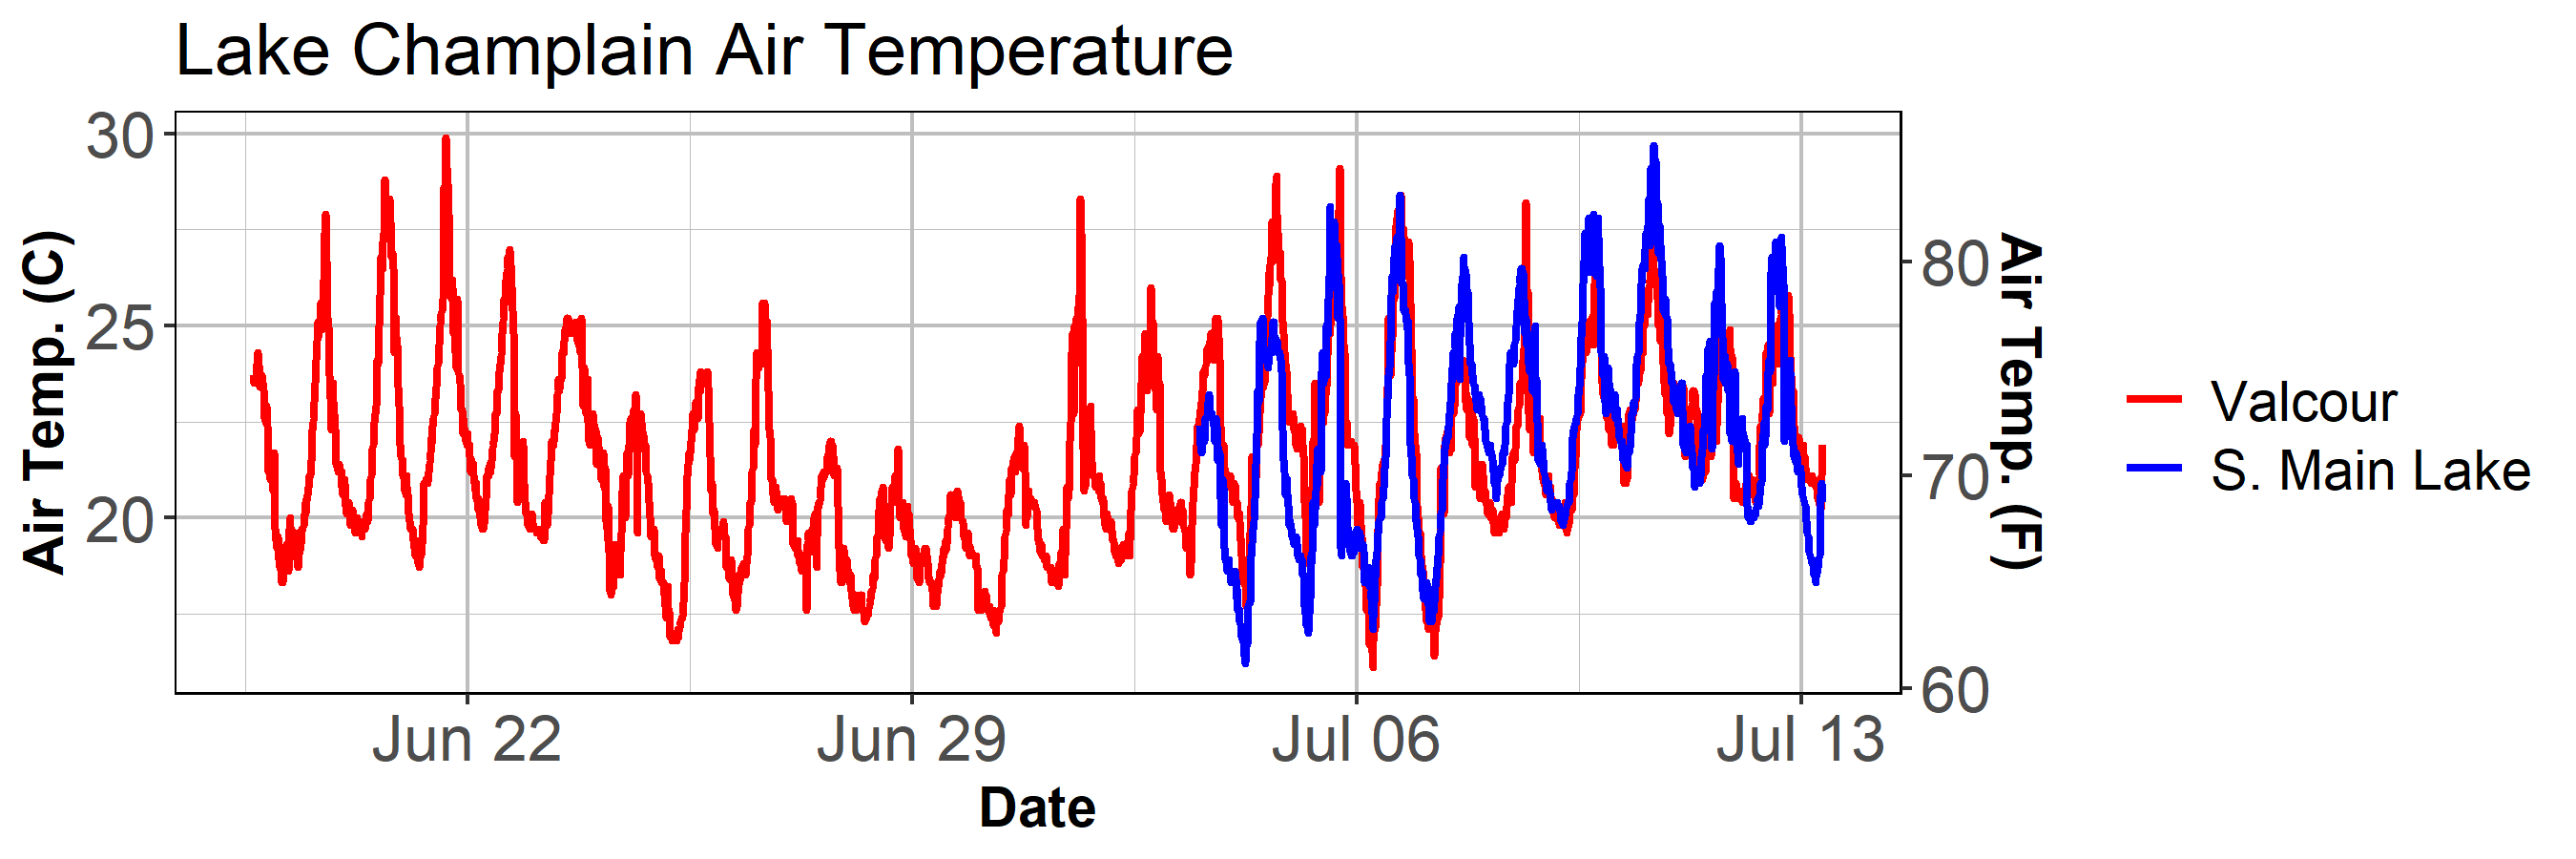 Lake Champlain Air Temperature
30
25
20
Air Temp. (C)
80
70
60
Air Temp. (F)
Jun 22 Jun 29 Jul 06 Jul 13
Date
Valcour
S. Main Lake